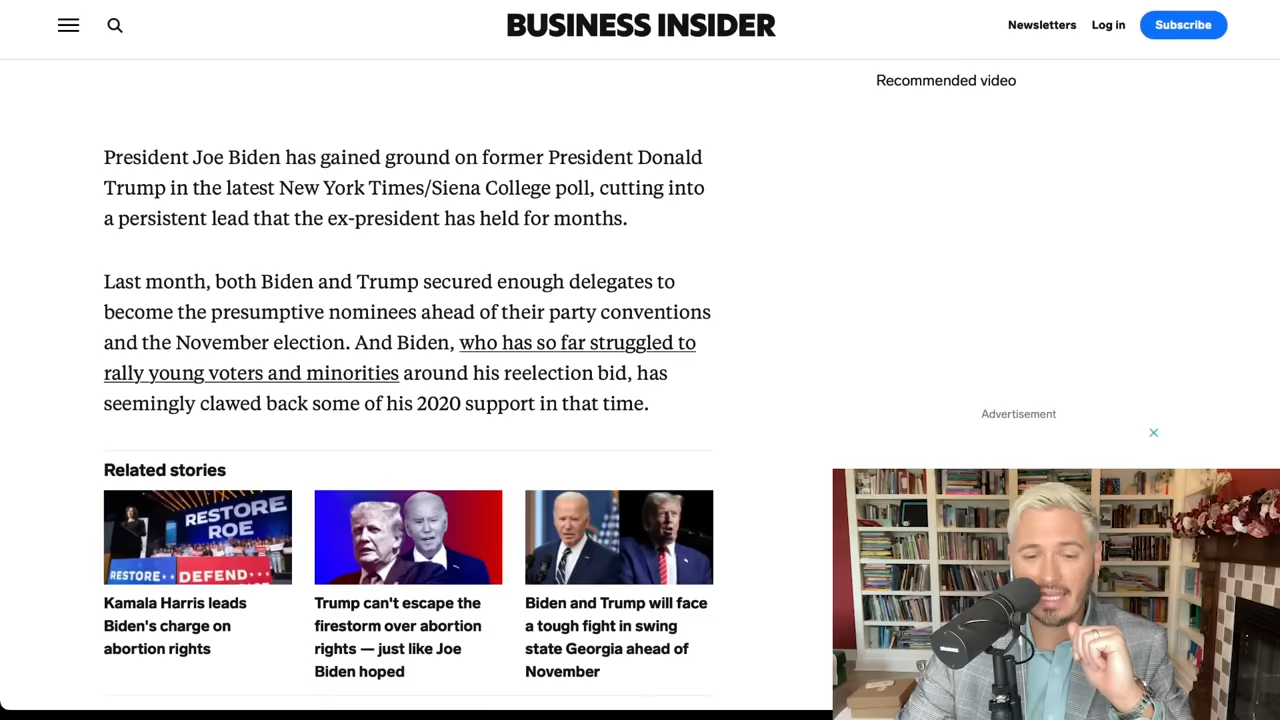 BUSINESS INSIDER
Newsletters Log in Subscribe
Recommended video
President Joe Biden has gained ground on former President Donald
Trump in the latest New York Times/Siena College poll, cutting into
a persistent lead that the ex-president has held for months.
Last month, both Biden and Trump secured enough delegates to
become the presumptive nominees ahead of their party conventions
and the November election. And Biden, who has so far struggled to
rally young voters and minorities around his reelection bid, has
seemingly clawed back some of his 2020 support in that time.
Advertisement
Related stories
RESTORE
ROE
RESTORE
DEFEND
Kamala Harris leads
Biden's charge on
abortion rights
Trump can't escape the
firestorm over abortion
rights — just like Joe
Biden hoped
Biden and Trump will face
a tough fight in swing
state Georgia ahead of
November